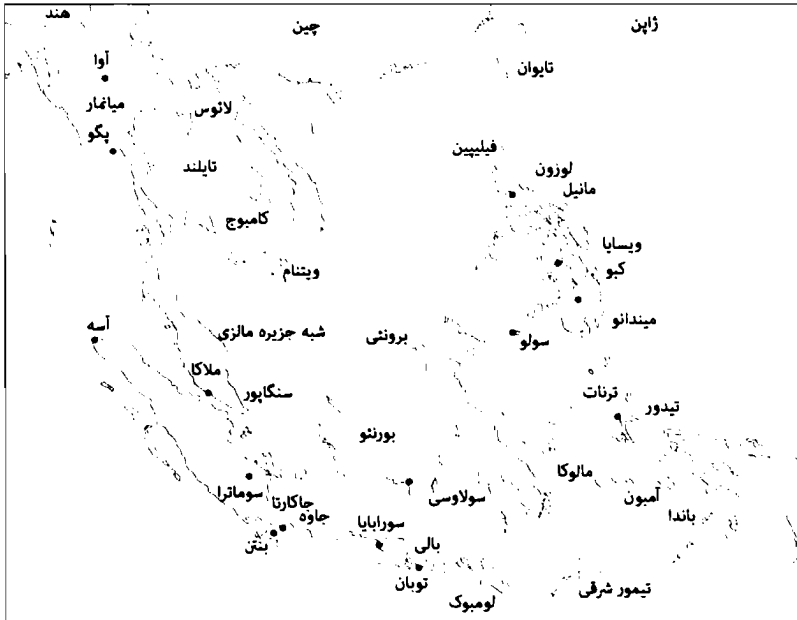 هند
چین
ژاپن
آوا
تایوان
میانمار
لائوس
پگو
تایلند
فیلیپین
لوزون
مانیل
کامبوج
ویسایا
ویتنام
کبو
میندانو
آسه
شبه جزیره مالزی
برونئی
سولو
ملاکا
سنگاپور
ترنات
تیدور
بورنئو
مالوکا
سوماترا
سولاوسی
آمبون
جاکارتا
باندا
جاوه
سورابایا
بنتن
بالی
توبان
تیمور شرقی
لومبوک